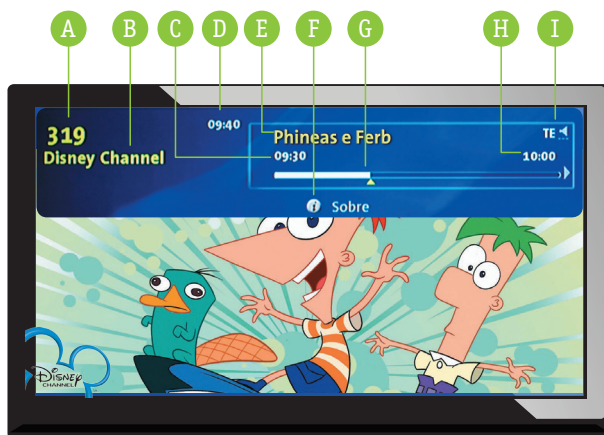 A B C D E F G H I
09:40
319
Disney Channel
Phineas e Ferb
TE
09:30
10:00
i Sobre
Disney
CHANNEL